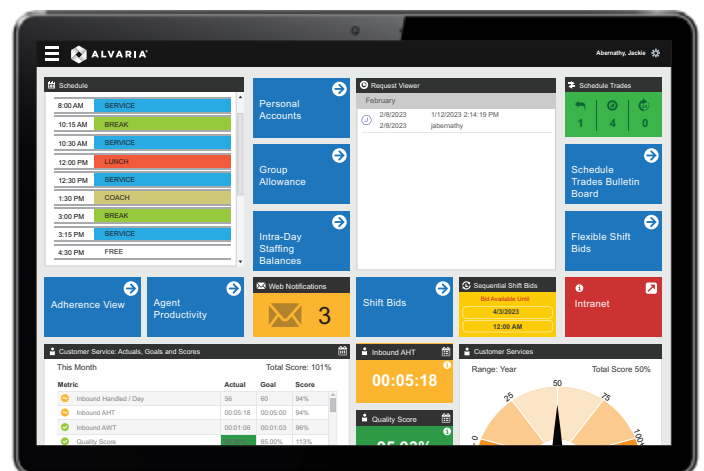 ALVARIA
Abernathy, Jackie
Schedule
8:00 AM SERVICE
10:15 AM BREAK
10:30 AM SERVICE
12:00 PM LUNCH
12:30 PM SERVICE
1:30 PM COACH
3:00 PM BREAK
3:15 PM SERVICE
4:30 PM FREE
Personal
Accounts
Group
Allowance
Intra-Day
Staffing
Balances
Request Viewer
February
2/8/2023 1/12/2023 2:14:19 PM
2/8/2023 jabernathy
Schedule Trades
1 4 0
Schedule
Trades Bulletin
Board
Flexible Shift
Bids
Adherence View
Agent
Productivity
Web Notifications
3
Shift Bids
Sequential Shift Bids
Bid Available Until
4/3/2023
12:00 AM
Intranet
Customer Service: Actuals, Goals and Scores
This Month Total Score: 101%
Metric Actual Goal Score
Inbound Handled / Day 56 60 94%
Inbound AHT 00:05:18 00:05:00 94%
Inbound AWT 00:01:06 00:01:03 96%
Quality Score 85.00% 113%
Inbound AHT
00:05:18
Quality Score
Customer Services
Range: Year Total Score 50%
0 25 50 75 100+